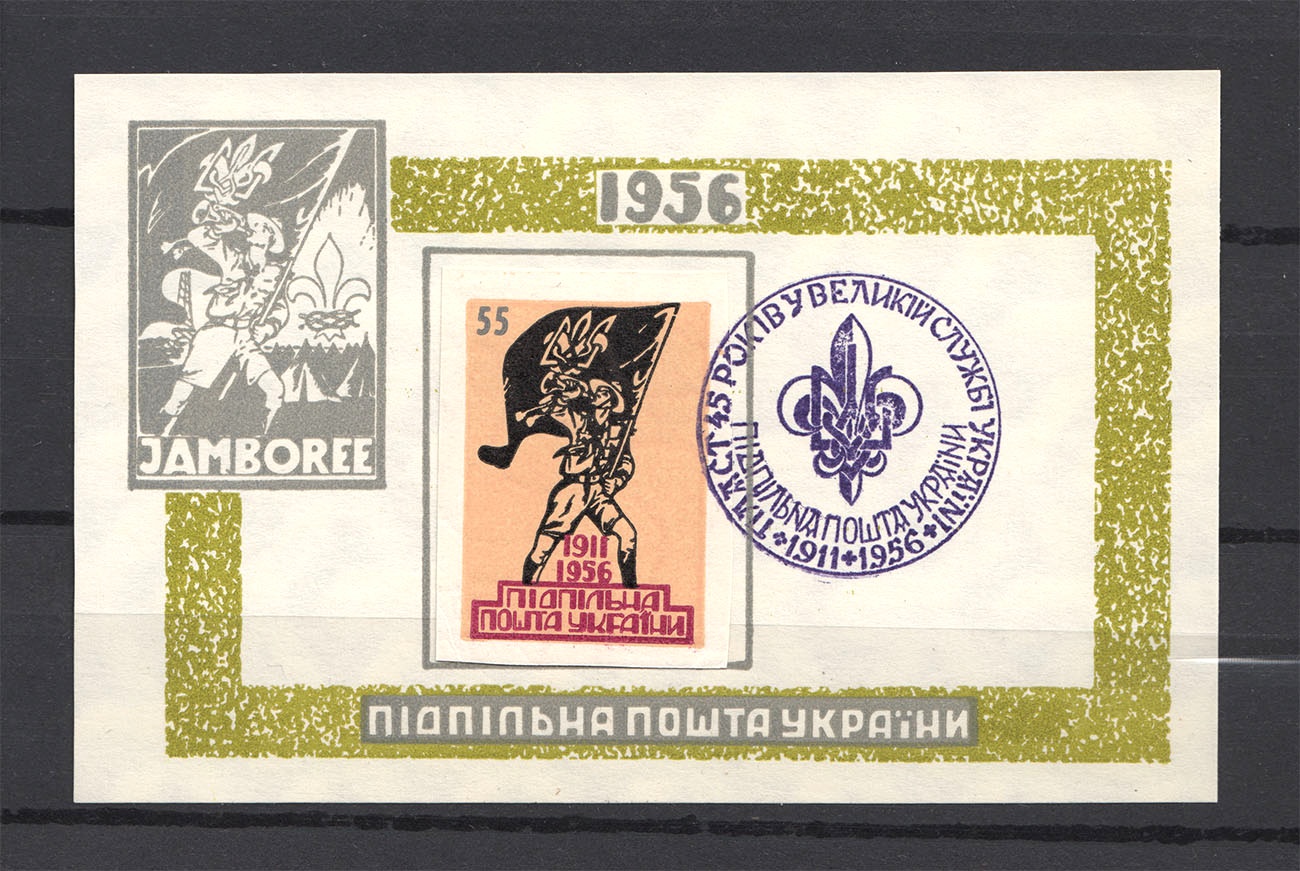 1956
JAMBOREE
55
1911
1956
ПІДПІЛЬНА
ПОШТА УКРАЇНИ
45 РОКІВ У ВЕЛИКІЙ СЛУЖБІ УКРАЇНІ
ПІДПІЛЬНА ПОШТА УКРАЇНИ
1911+1956
ПІДПІЛЬНА ПОШТА УКРАЇНИ